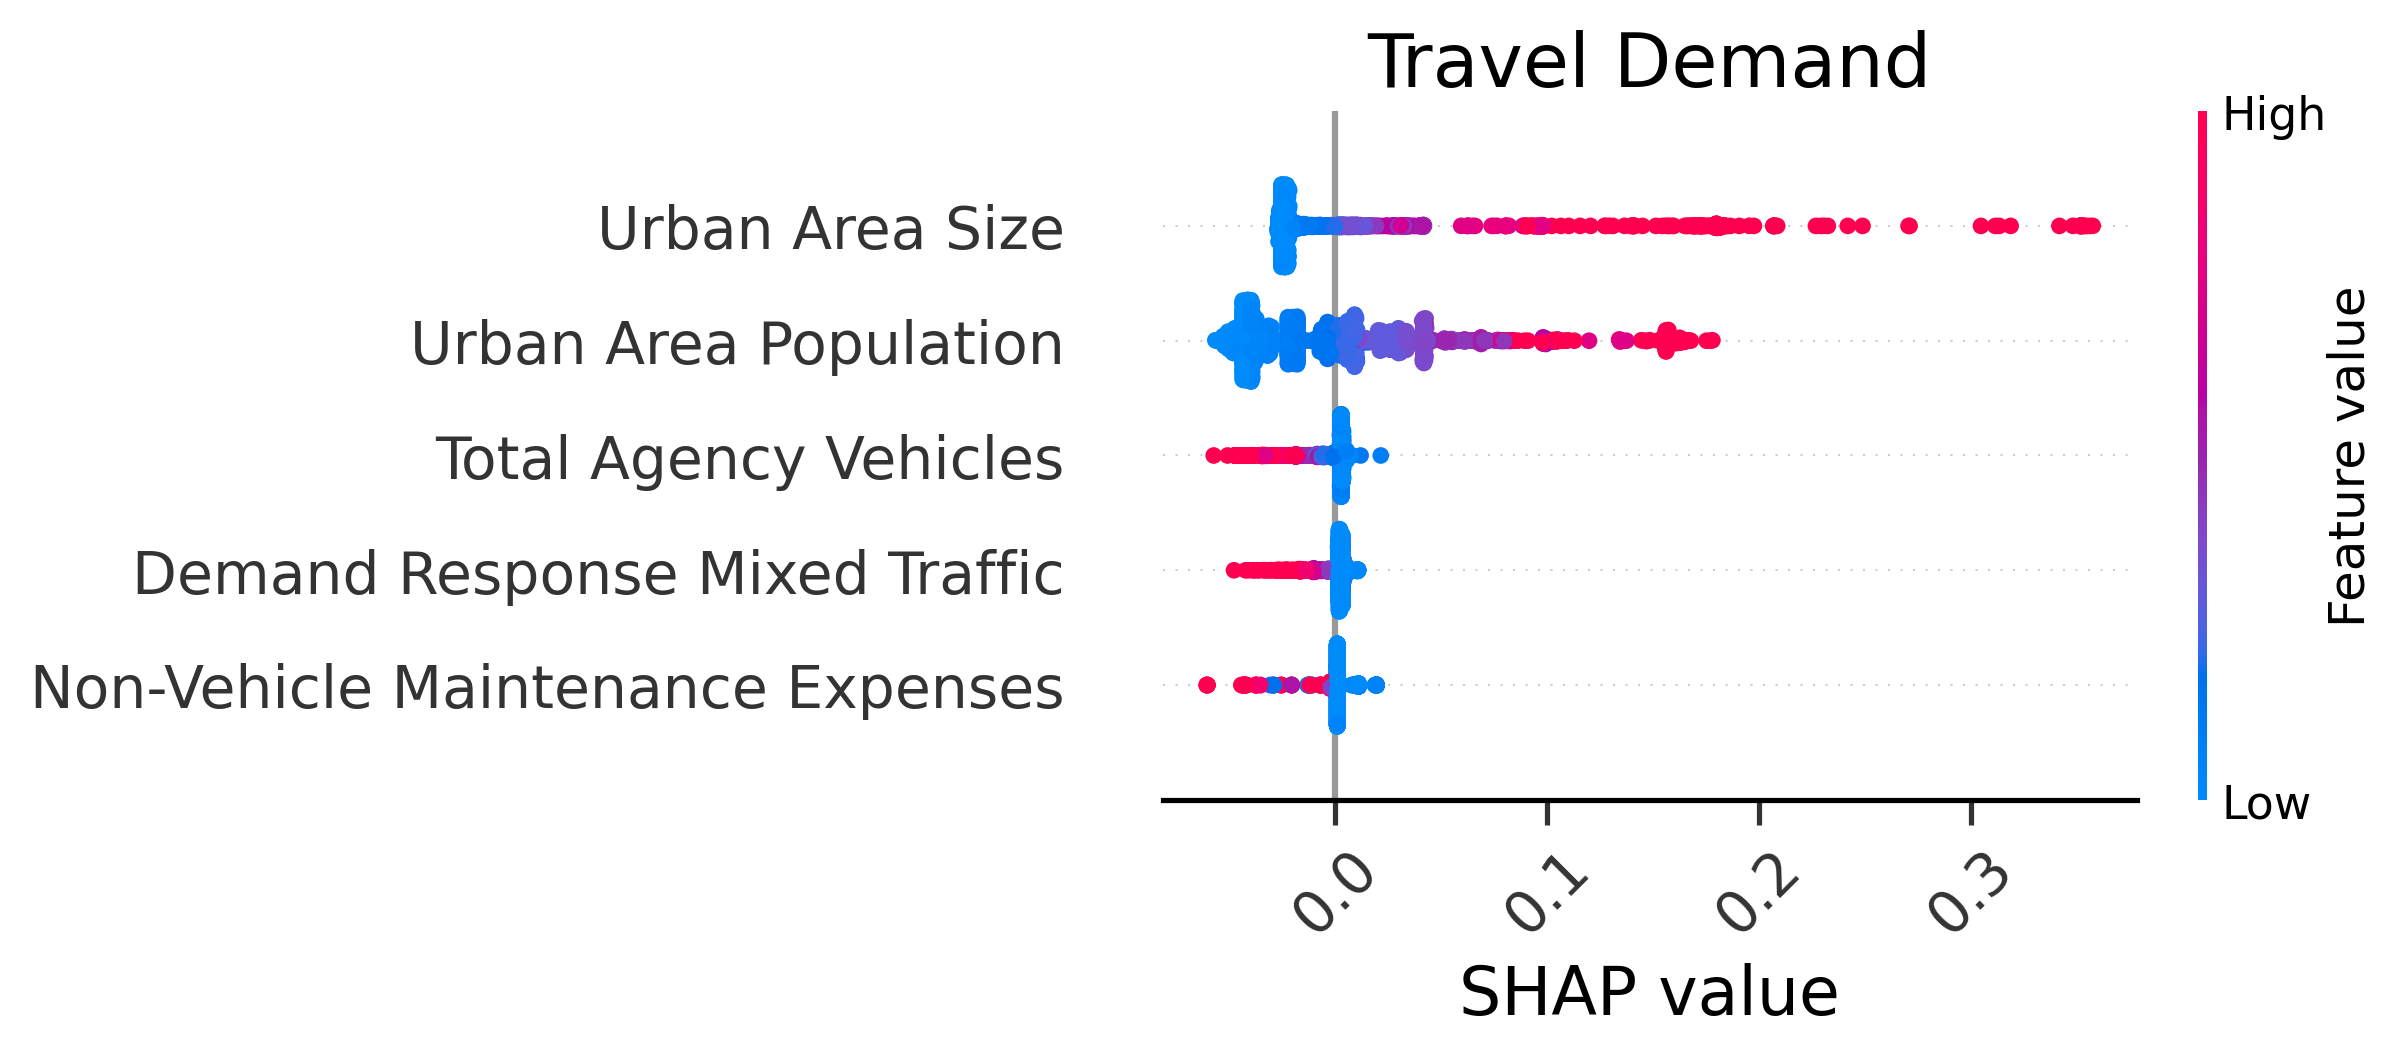 Travel Demand
High
Urban Area Size
Urban Area Population
Total Agency Vehicles
Demand Response Mixed Traffic
Non-Vehicle Maintenance Expenses
Feature value
Low
0.0
0.1
0.2
0.3
SHAP value